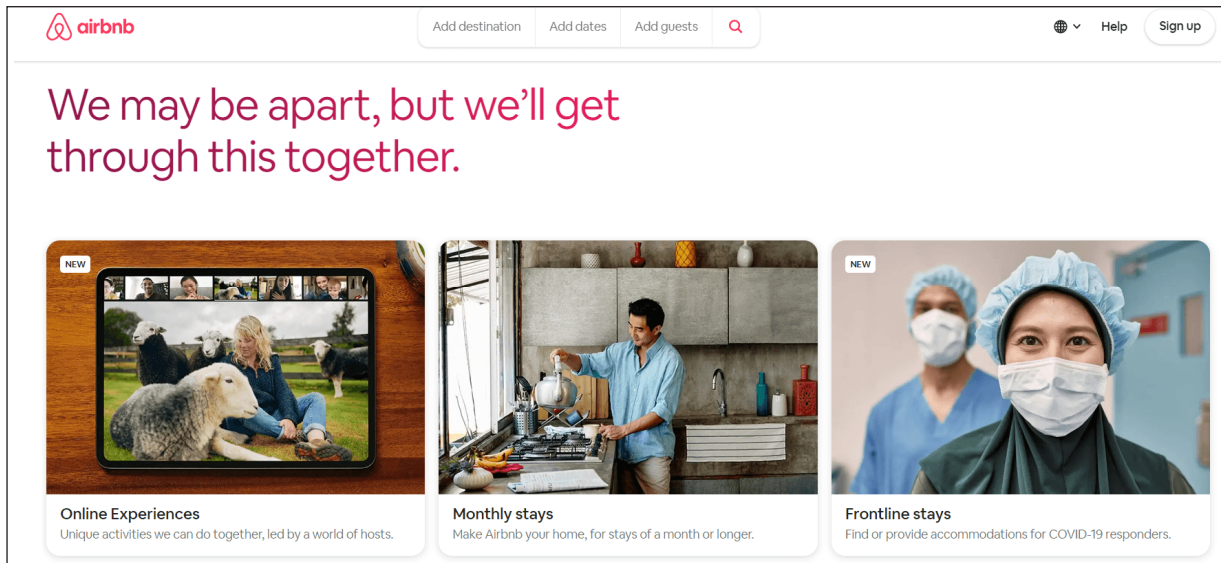 airbnb
Add destination
Add dates
Add guests
Help
Sign up
We may be apart, but we’ll get
through this together.
NEW
Online Experiences
Unique activities we can do together, led by a world of hosts.
Monthly stays
Make Airbnb your home, for stays of a month or longer.
NEW
Frontline stays
Find or provide accommodations for COVID-19 responders.